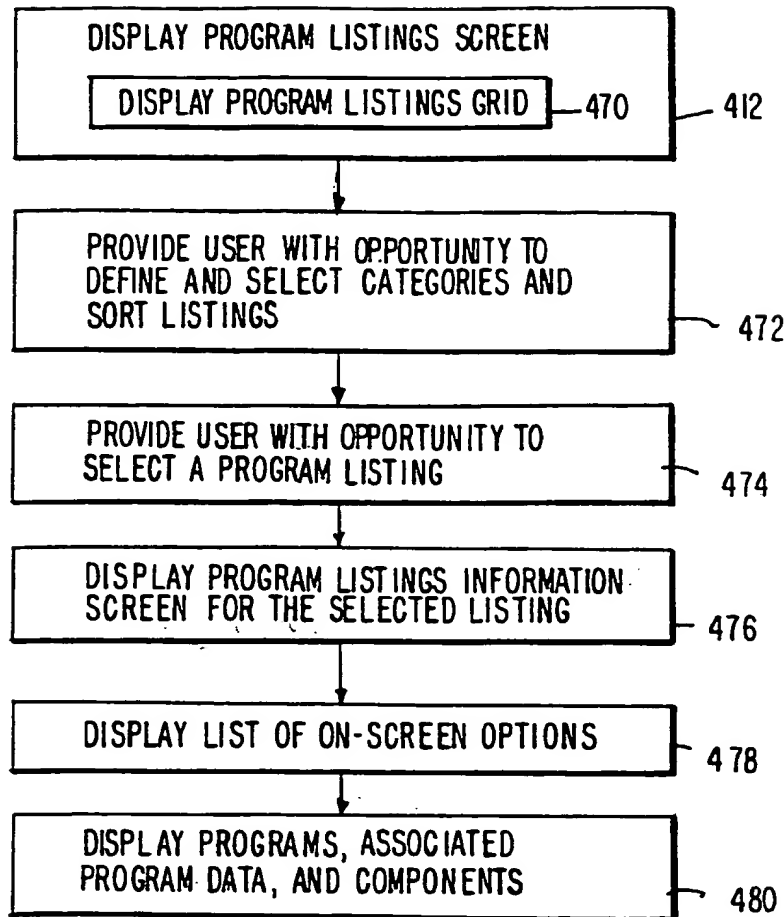 DISPLAY PROGRAM LISTINGS SCREEN
DISPLAY PROGRAM LISTINGS GRID
470
412
PROVIDE USER WITH OPPORTUNITY TO
DEFINE AND SELECT CATEGORIES AND
SORT LISTINGS
472
PROVIDE USER WITH OPPORTUNITY TO
SELECT A PROGRAM LISTING
474
DISPLAY PROGRAM LISTINGS INFORMATION
SCREEN FOR THE SELECTED LISTING
476
DISPLAY LIST OF ON-SCREEN OPTIONS
478
DISPLAY PROGRAMS, ASSOCIATED
PROGRAM DATA, AND COMPONENTS
480